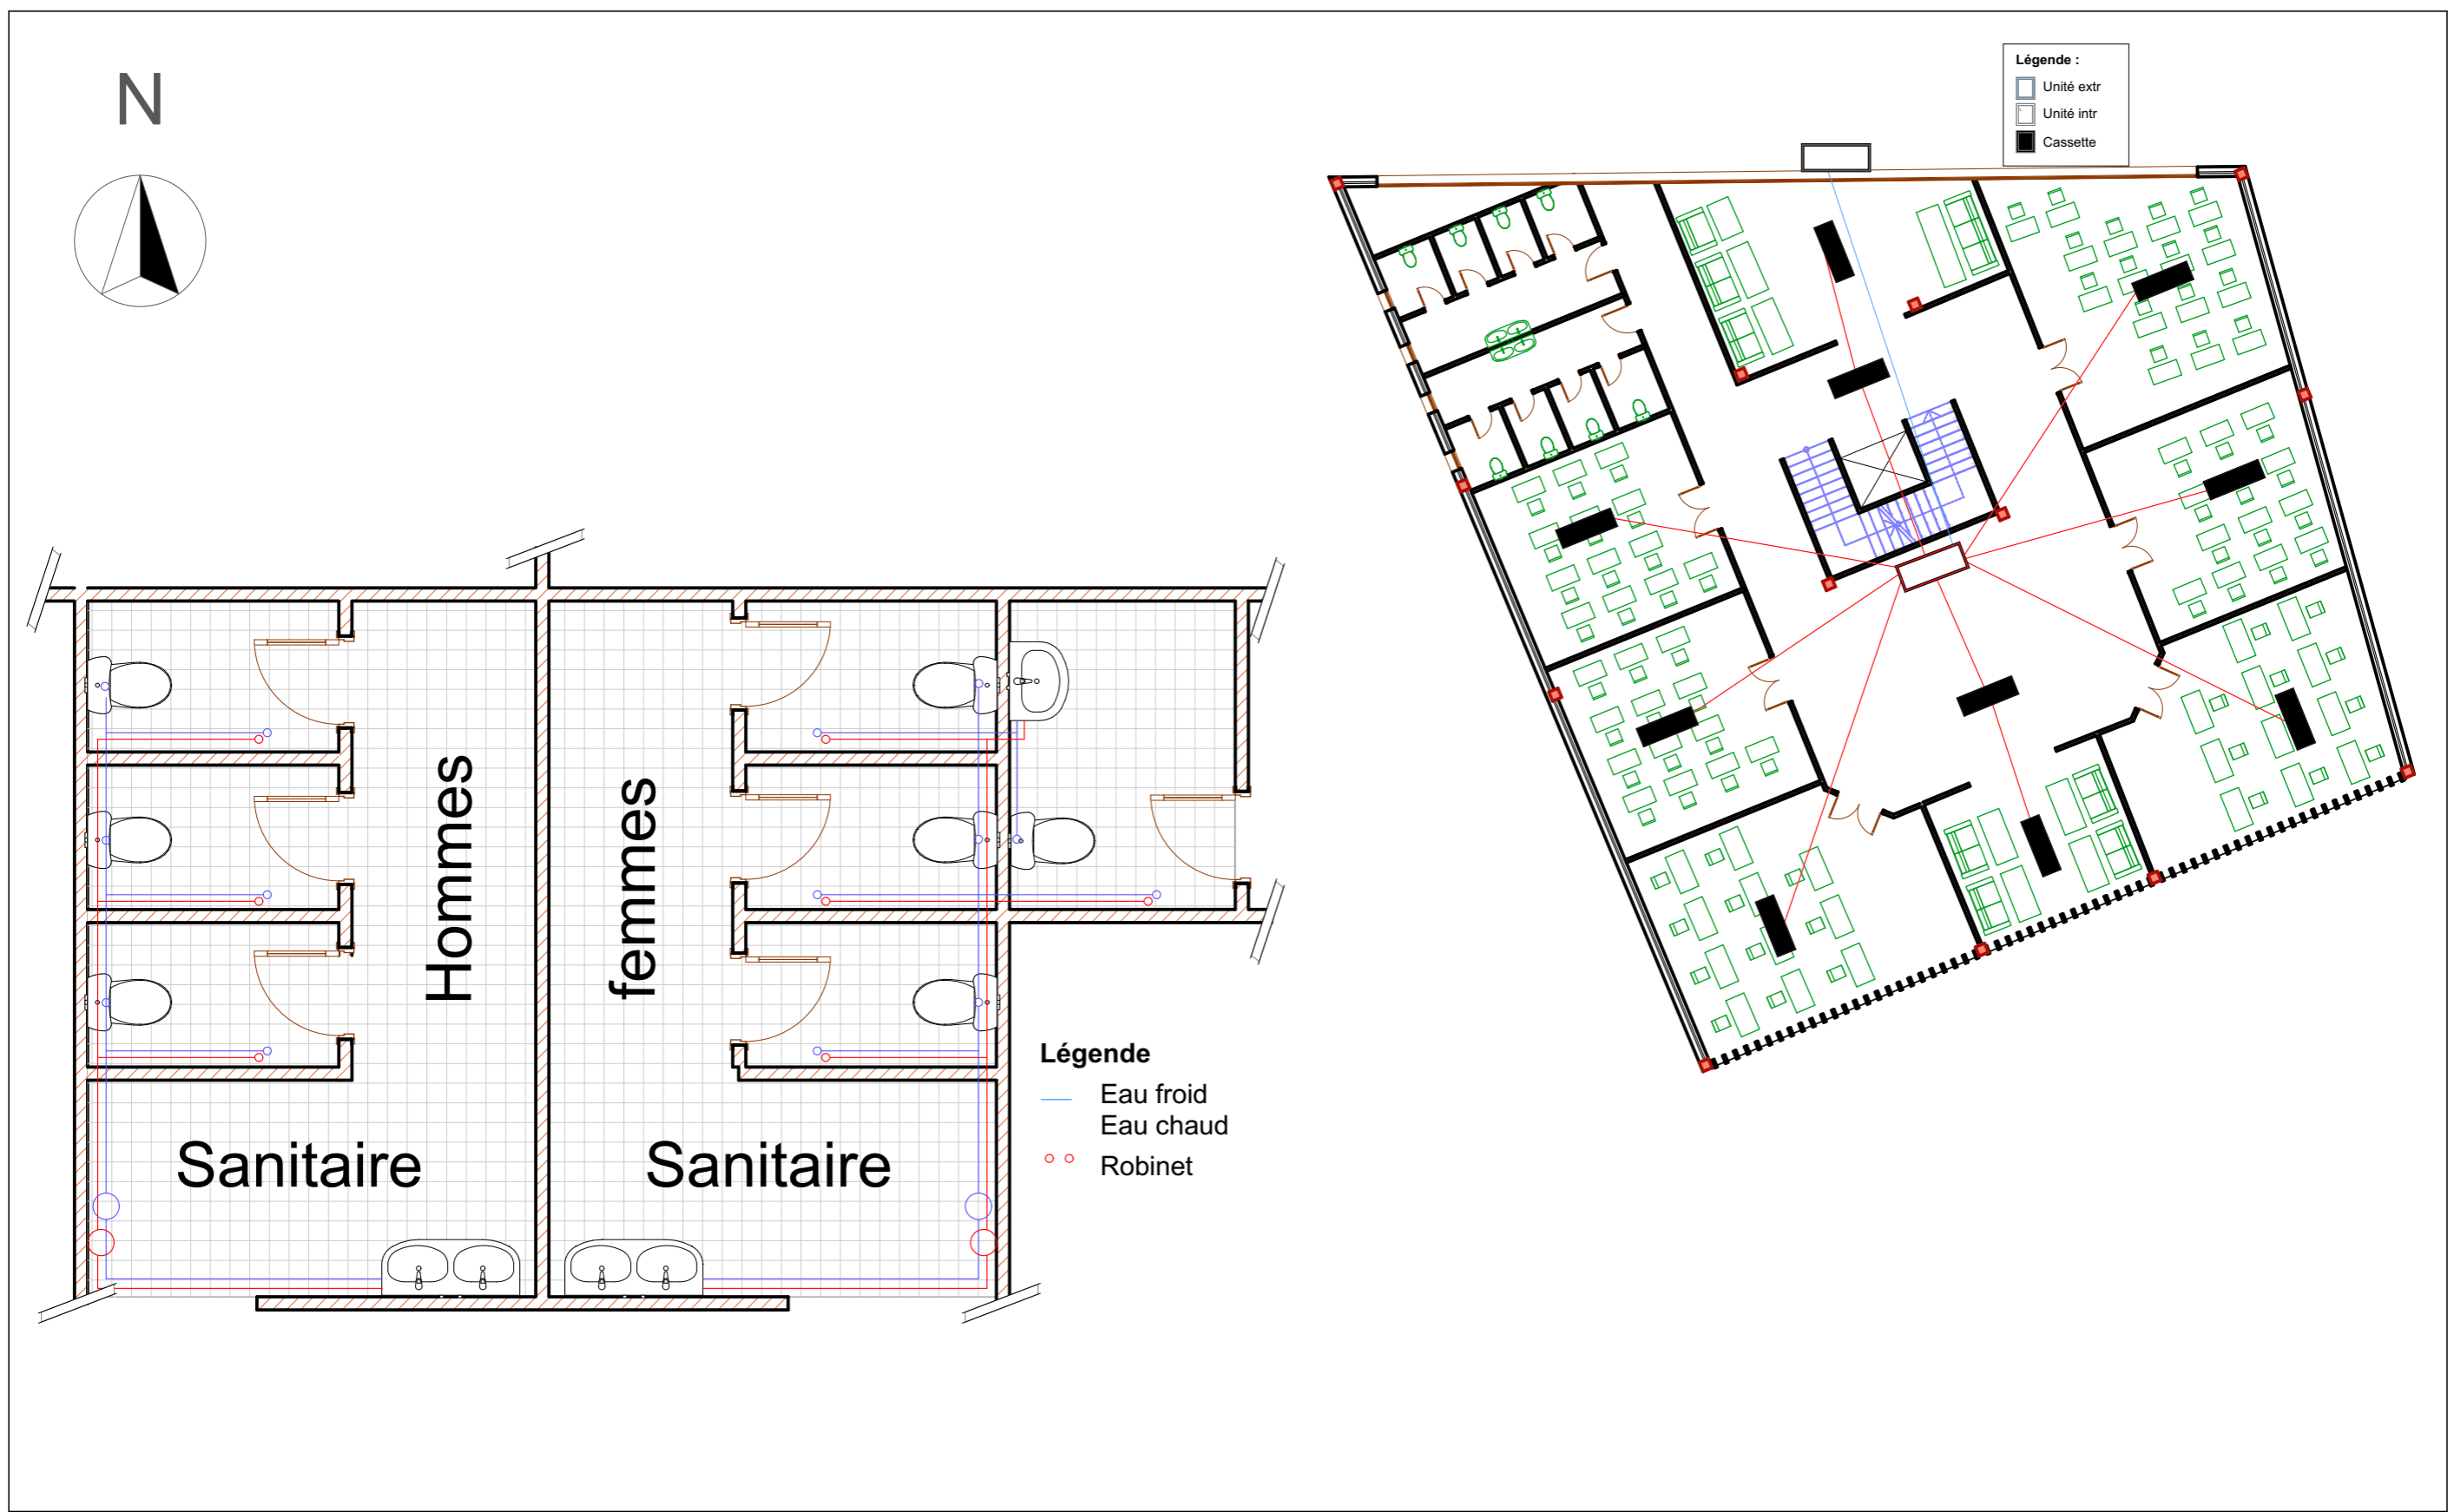 N
Légende :
Unité extr
Unité intr
Cassette
Hommes
femmes
Sanitaire
Sanitaire
Légende
Eau froid
Eau chaud
Robinet